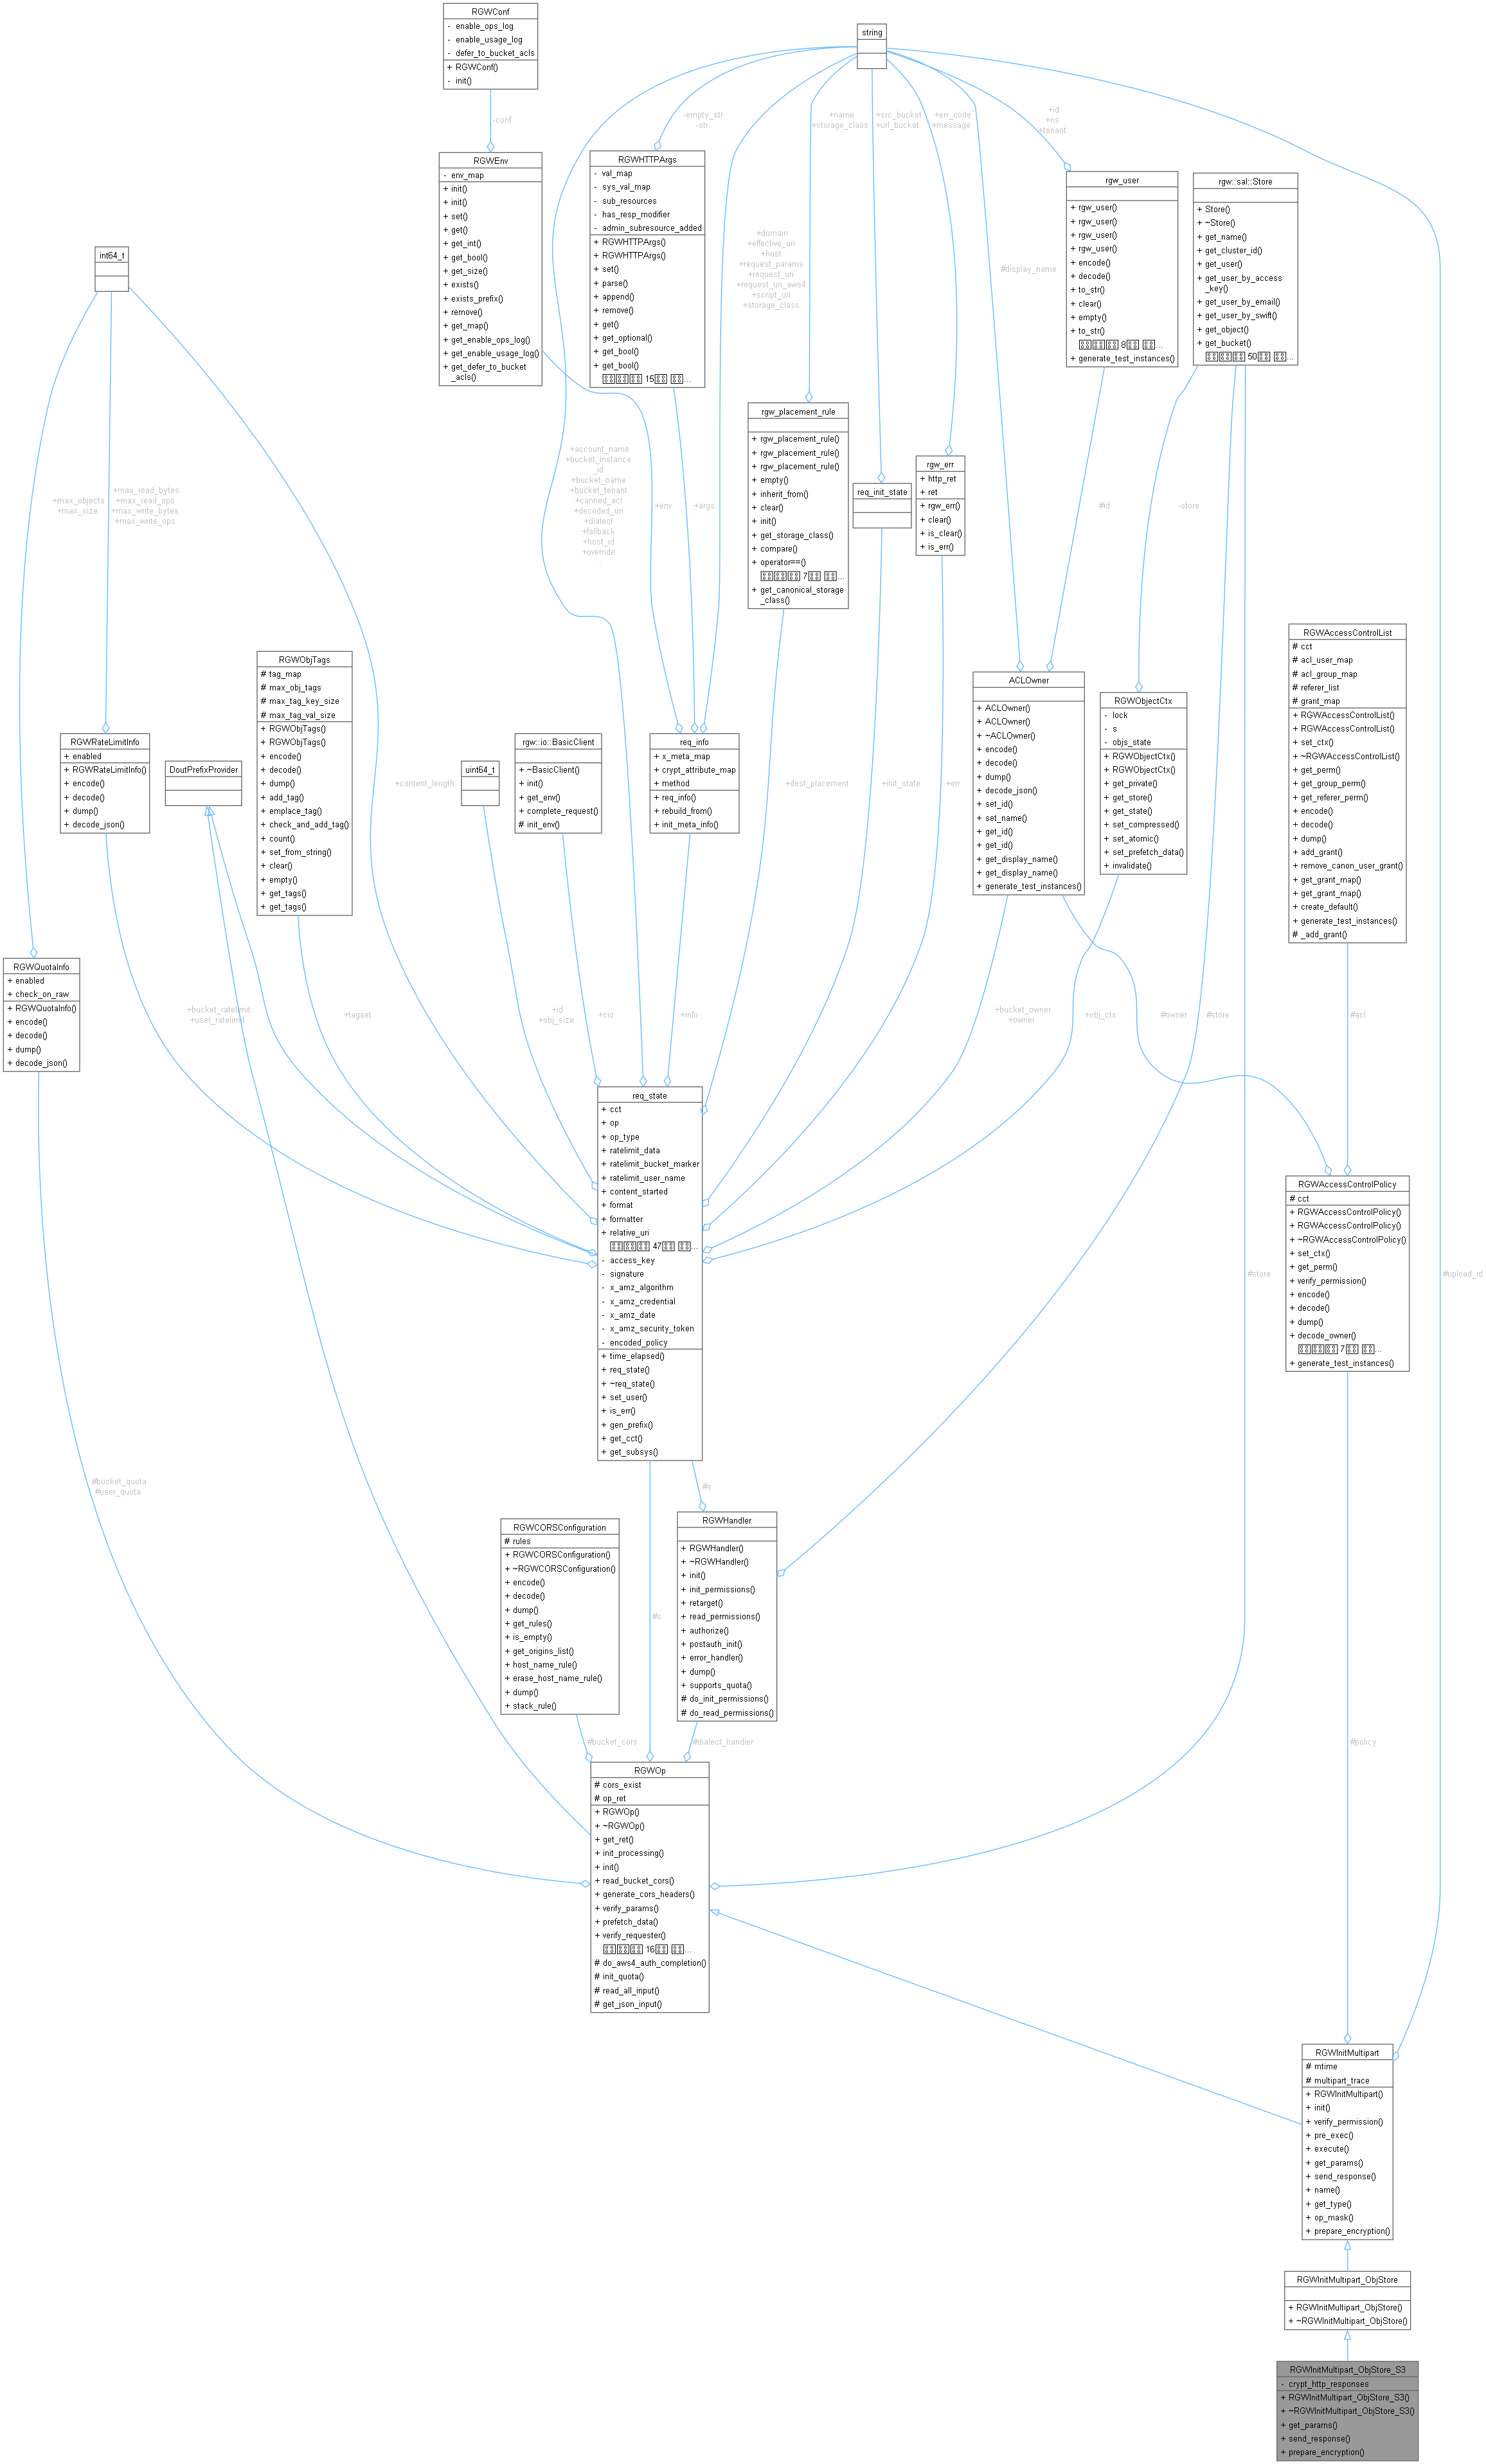 RGWConf
- enable_ops_log
- enable_usage_log
- defer_to_bucket_acls
+ RGWConf()
- init()
string
-conf
-empty_str
-str
+name
+storage_class
+src_bucket
+url_bucket
+err_code
+message
+id
+ns
+tenant
RGWEnv
- env_map
+ init()
+ init()
+ set()
+ get()
+ get_int()
+ get_bool()
+ get_size()
+ exists()
+ exists_prefix()
+ remove()
+ get_map()
+ get_enable_ops_log()
+ get_enable_usage_log()
+ get_defer_to_bucket
_acls()
RGWHTTPArgs
- val_map
- sys_val_map
- sub_resources
- has_resp_modifier
- admin_subresource_added
+ RGWHTTPArgs()
+ RGWHTTPArgs()
+ set()
+ parse()
+ append()
+ remove()
+ get()
+ get_optional()
+ get_bool()
+ get_bool()
15 ...
rgw_user
+ rgw_user()
+ rgw_user()
+ rgw_user()
+ rgw_user()
+ encode()
+ decode()
+ to_str()
+ clear()
+ empty()
+ to_str()
8 ...
+ generate_test_instances()
rgw::sal::Store
+ Store()
+ ~Store()
+ get_name()
+ get_cluster_id()
+ get_user()
+ get_user_by_access
_key()
+ get_user_by_email()
+ get_user_by_swift()
+ get_object()
+ get_bucket()
50 ...
int64_t
+domain
+effective_uri
+host
+request_params
+request_uri
+request_uri_aws4
+script_uri
+storage_class
#display_name
+max_objects
+max_size
+max_read_bytes
+max_read_ops
+max_write_bytes
+max_write_ops
+account_name
+bucket_instance
_id
+bucket_name
+bucket_tenant
+canned_acl
+decoded_uri
+dialect
+fallback
+host_id
+override
...
+env
+args
rgw_placement_rule
+ rgw_placement_rule()
+ rgw_placement_rule()
+ rgw_placement_rule()
+ empty()
+ inherit_from()
+ clear()
+ init()
+ get_storage_class()
+ compare()
+ operator==()
7 ...
+ get_canonical_storage
_class()
req_init_state
rgw_err
+ http_ret
+ ret
+ rgw_err()
+ clear()
+ is_clear()
+ is_err()
#id
-store
RGWAccessControlList
# cct
# acl_user_map
# acl_group_map
# referer_list
# grant_map
+ RGWAccessControlList()
+ RGWAccessControlList()
+ set_ctx()
+ ~RGWAccessControlList()
+ get_perm()
+ get_group_perm()
+ get_referer_perm()
+ encode()
+ decode()
+ dump()
+ add_grant()
+ remove_canon_user_grant()
+ get_grant_map()
+ get_grant_map()
+ create_default()
+ generate_test_instances()
# _add_grant()
RGWObjTags
# tag_map
# max_obj_tags
# max_tag_key_size
# max_tag_val_size
+ RGWObjTags()
+ RGWObjTags()
+ encode()
+ decode()
+ dump()
+ add_tag()
+ emplace_tag()
+ check_and_add_tag()
+ count()
+ set_from_string()
+ clear()
+ empty()
+ get_tags()
+ get_tags()
ACLOwner
+ ACLOwner()
+ ACLOwner()
+ ~ACLOwner()
+ encode()
+ decode()
+ dump()
+ decode_json()
+ set_id()
+ set_name()
+ get_id()
+ get_id()
+ get_display_name()
+ get_display_name()
+ generate_test_instances()
RGWObjectCtx
- lock
- s
- objs_state
+ RGWObjectCtx()
+ RGWObjectCtx()
+ get_private()
+ get_store()
+ get_state()
+ set_compressed()
+ set_atomic()
+ set_prefetch_data()
+ invalidate()
RGWRateLimitInfo
+ enabled
+ RGWRateLimitInfo()
+ encode()
+ decode()
+ dump()
+ decode_json()
DoutPrefixProvider
+content_length
uint64_t
rgw::io::BasicClient
+ ~BasicClient()
+ init()
+ get_env()
+ complete_request()
# init_env()
req_info
+ x_meta_map
+ crypt_attribute_map
+ method
+ req_info()
+ rebuild_from()
+ init_meta_info()
+dest_placement
+init_state
+err
RGWQuotaInfo
+ enabled
+ check_on_raw
+ RGWQuotaInfo()
+ encode()
+ decode()
+ dump()
+ decode_json()
+bucket_ratelimit
+user_ratelimit
+tagset
+id
+obj_size
+cio
+info
+bucket_owner
+owner
+obj_ctx
#owner
#store
#acl
req_state
+ cct
+ op
+ op_type
+ ratelimit_data
+ ratelimit_bucket_marker
+ ratelimit_user_name
+ content_started
+ format
+ formatter
+ relative_uri
47 ...
- access_key
- signature
- x_amz_algorithm
- x_amz_credential
- x_amz_date
- x_amz_security_token
- encoded_policy
+ time_elapsed()
+ req_state()
+ ~req_state()
+ set_user()
+ is_err()
+ gen_prefix()
+ get_cct()
+ get_subsys()
RGWAccessControlPolicy
# cct
+ RGWAccessControlPolicy()
+ RGWAccessControlPolicy()
+ ~RGWAccessControlPolicy()
+ set_ctx()
+ get_perm()
+ verify_permission()
+ encode()
+ decode()
+ dump()
+ decode_owner()
7 ...
+ generate_test_instances()
#store
#upload_id
#bucket_quota
#user_quota
#s
RGWCORSConfiguration
# rules
+ RGWCORSConfiguration()
+ ~RGWCORSConfiguration()
+ encode()
+ decode()
+ dump()
+ get_rules()
+ is_empty()
+ get_origins_list()
+ host_name_rule()
+ erase_host_name_rule()
+ dump()
+ stack_rule()
#s
RGWHandler
+ RGWHandler()
+ ~RGWHandler()
+ init()
+ init_permissions()
+ retarget()
+ read_permissions()
+ authorize()
+ postauth_init()
+ error_handler()
+ dump()
+ supports_quota()
# do_init_permissions()
# do_read_permissions()
#bucket_cors
#dialect_handler
#policy
RGWOp
# cors_exist
# op_ret
+ RGWOp()
+ ~RGWOp()
+ get_ret()
+ init_processing()
+ init()
+ read_bucket_cors()
+ generate_cors_headers()
+ verify_params()
+ prefetch_data()
+ verify_requester()
16 ...
# do_aws4_auth_completion()
# init_quota()
# read_all_input()
# get_json_input()
RGWInitMultipart
# mtime
# multipart_trace
+ RGWInitMultipart()
+ init()
+ verify_permission()
+ pre_exec()
+ execute()
+ get_params()
+ send_response()
+ name()
+ get_type()
+ op_mask()
+ prepare_encryption()
RGWInitMultipart_ObjStore
+ RGWInitMultipart_ObjStore()
+ ~RGWInitMultipart_ObjStore()
RGWInitMultipart_ObjStore_S3
- crypt_http_responses
+ RGWInitMultipart_ObjStore_S3()
+ ~RGWInitMultipart_ObjStore_S3()
+ get_params()
+ send_response()
+ prepare_encryption()